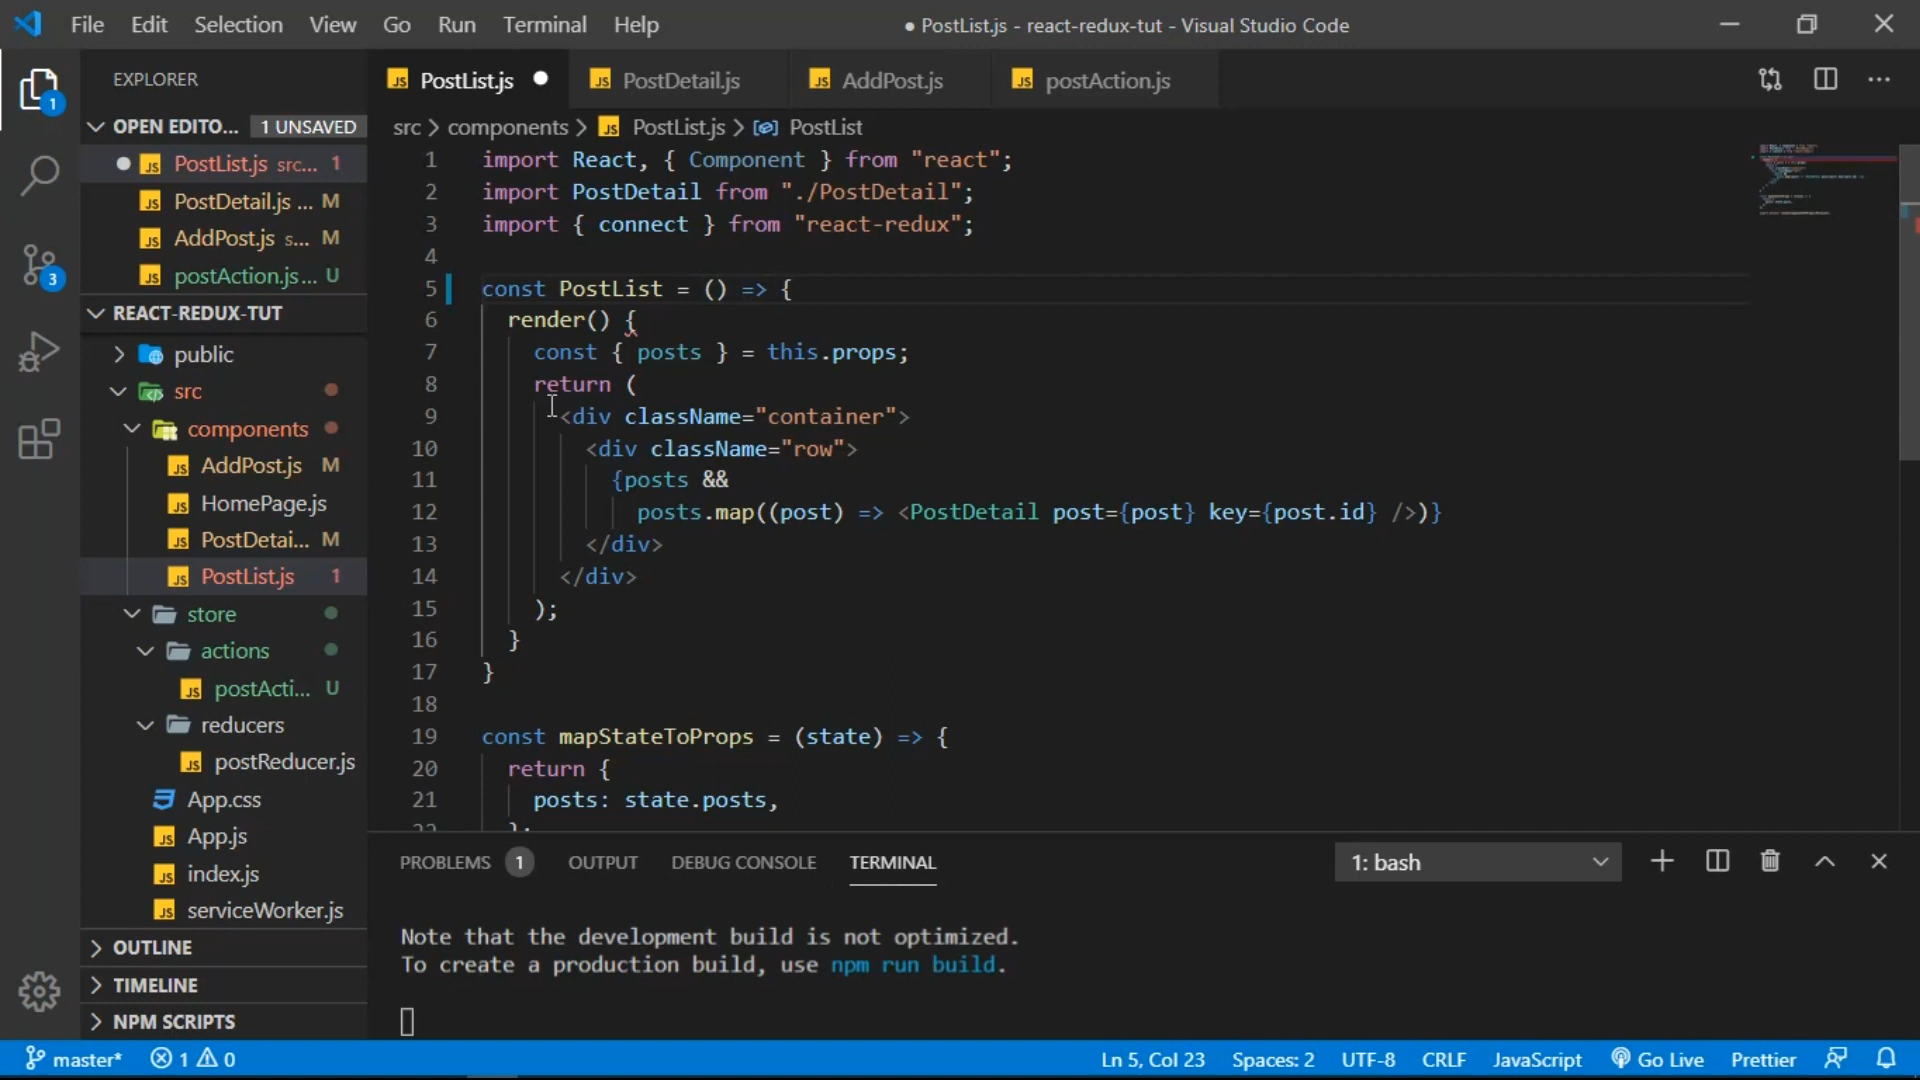 File Edit Selection View Go Run Terminal Help
● PostList.js - react-redux-tut - Visual Studio Code
EXPLORER
OPEN EDITO... 1 UNSAVED
PostList.js src... 1
PostDetail.js ... M
AddPost.js s... M
postAction.js... U
REACT-REDUX-TUT
public
src
components
AddPost.js M
HomePage.js
PostDetai... M
PostList.js 1
store
actions
postActi... U
reducers
postReducer.js
App.css
App.js
index.js
serviceWorker.js
OUTLINE
TIMELINE
NPM SCRIPTS
1
3
PostList.js PostDetail.js AddPost.js postAction.js
src > components > PostList.js > PostList
1 import React, { Component } from "react";
2 import PostDetail from "./PostDetail";
3 import { connect } from "react-redux";
4
5 const PostList = () => {
6 render() {
7 const { posts } = this.props;
8 return (
9 <div className="container">
10 <div className="row">
11 {posts &&
12 posts.map((post) => <PostDetail post={post} key={post.id} />)}
13 </div>
14 </div>
15 );
16 }
17 }
18
19 const mapStateToProps = (state) => {
20 return {
21 posts: state.posts,
PROBLEMS 1 OUTPUT DEBUG CONSOLE TERMINAL 1: bash
Note that the development build is not optimized.
To create a production build, use npm run build.
master* 1 0 Ln 5, Col 23 Spaces: 2 UTF-8 CRLF JavaScript Go Live Prettier